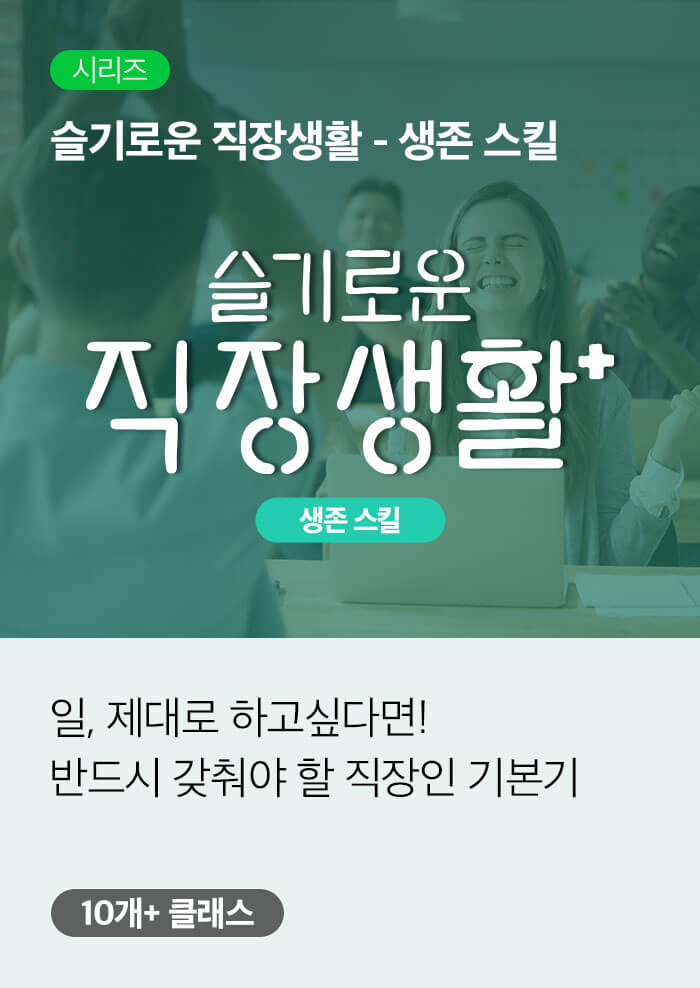 시리즈
슬기로운 직장생활 - 생존 스킬
슬기로운
직장생활+
생존 스킬
일, 제대로 하고싶다면!
반드시 갖춰야 할 직장인 기본기
10개+ 클래스